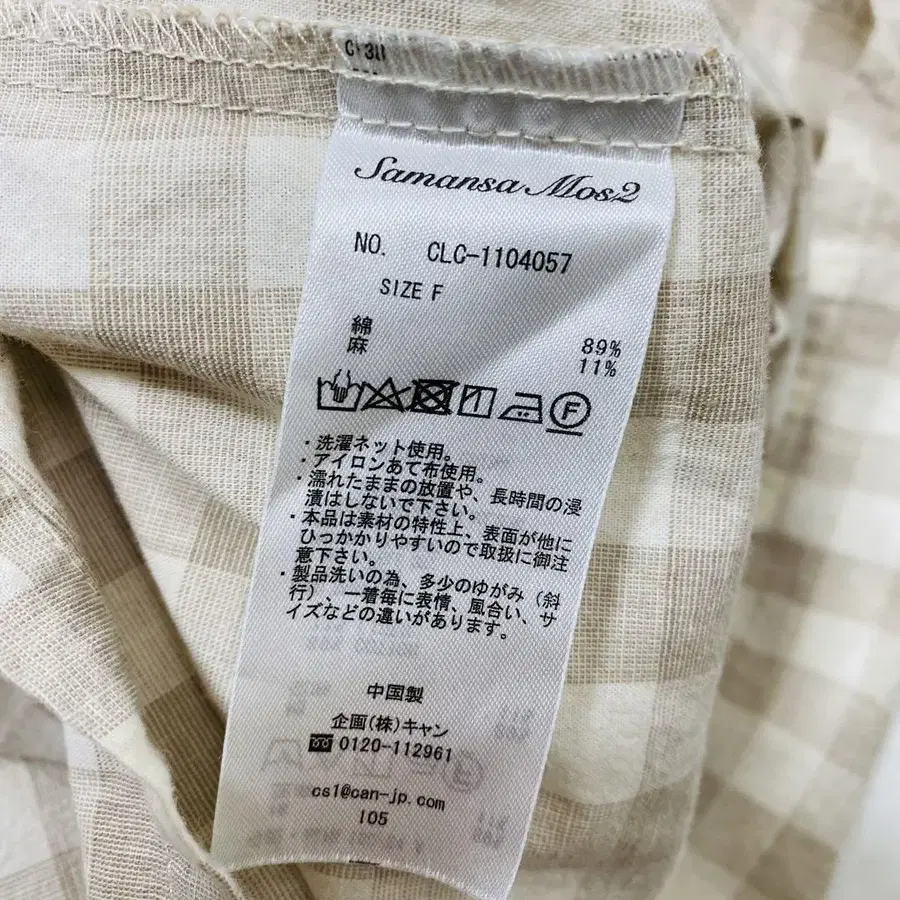 Samansa Mos2
NO. CLC-1104057
SIZE F
綿 89%
麻 11%
・洗濯ネット使用。
・アイロンあて布使用。
・濡れたままの放置や、長時間の浸
漬はしないで下さい。
・本品は素材の特性上、表面が他に
ひっかかりやすいので取扱に御注
意下さい。
・製品洗いの為、多少のゆがみ（斜
行）、一着毎に表情、風合い、サ
イズなどの違いがあります。
中国製
企画(株)キャン
0120-112961
cs1@can-jp.com
I05